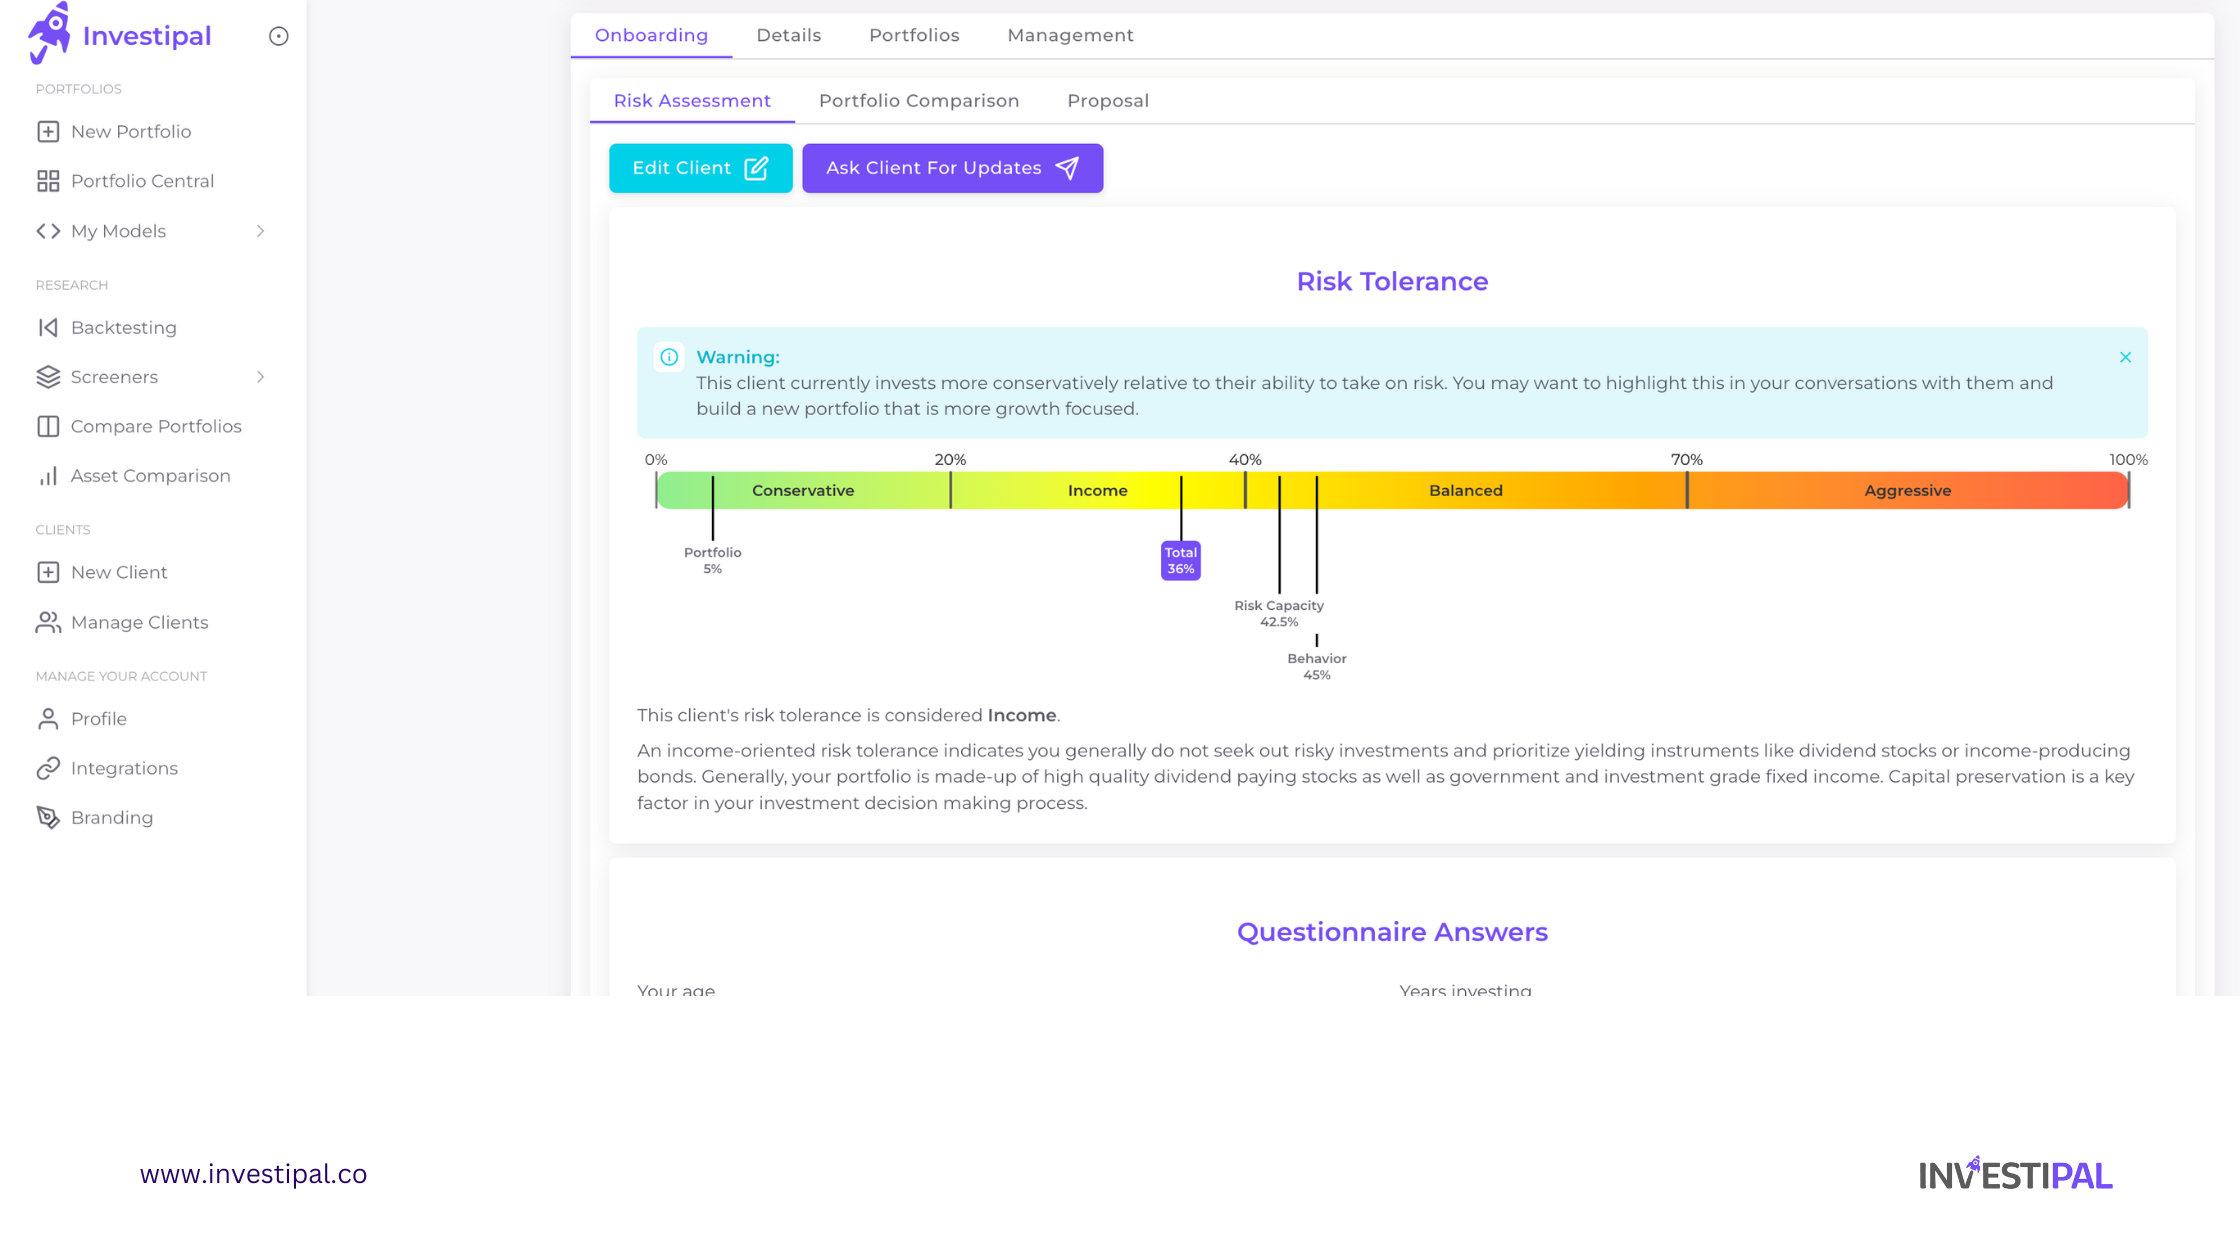 Investipal
PORTFOLIOS
New Portfolio
Portfolio Central
My Models
RESEARCH
Backtesting
Screeners
Compare Portfolios
Asset Comparison
CLIENTS
New Client
Manage Clients
MANAGE YOUR ACCOUNT
Profile
Integrations
Branding
Onboarding Details Portfolios Management
Risk Assessment Portfolio Comparison Proposal
Edit Client Ask Client For Updates
Risk Tolerance
Warning:
This client currently invests more conservatively relative to their ability to take on risk. You may want to highlight this in your conversations with them and
build a new portfolio that is more growth focused.
0% 20% 40% 70% 100%
Conservative Income Balanced Aggressive
Portfolio
5%
Total
36%
Risk Capacity
42.5%
Behavior
45%
This client's risk tolerance is considered Income.
An income-oriented risk tolerance indicates you generally do not seek out risky investments and prioritize yielding instruments like dividend stocks or income-producing
bonds. Generally, your portfolio is made-up of high quality dividend paying stocks as well as government and investment grade fixed income. Capital preservation is a key
factor in your investment decision making process.
Questionnaire Answers
Your age Years investing
www.investipal.co
INVESTIPAL